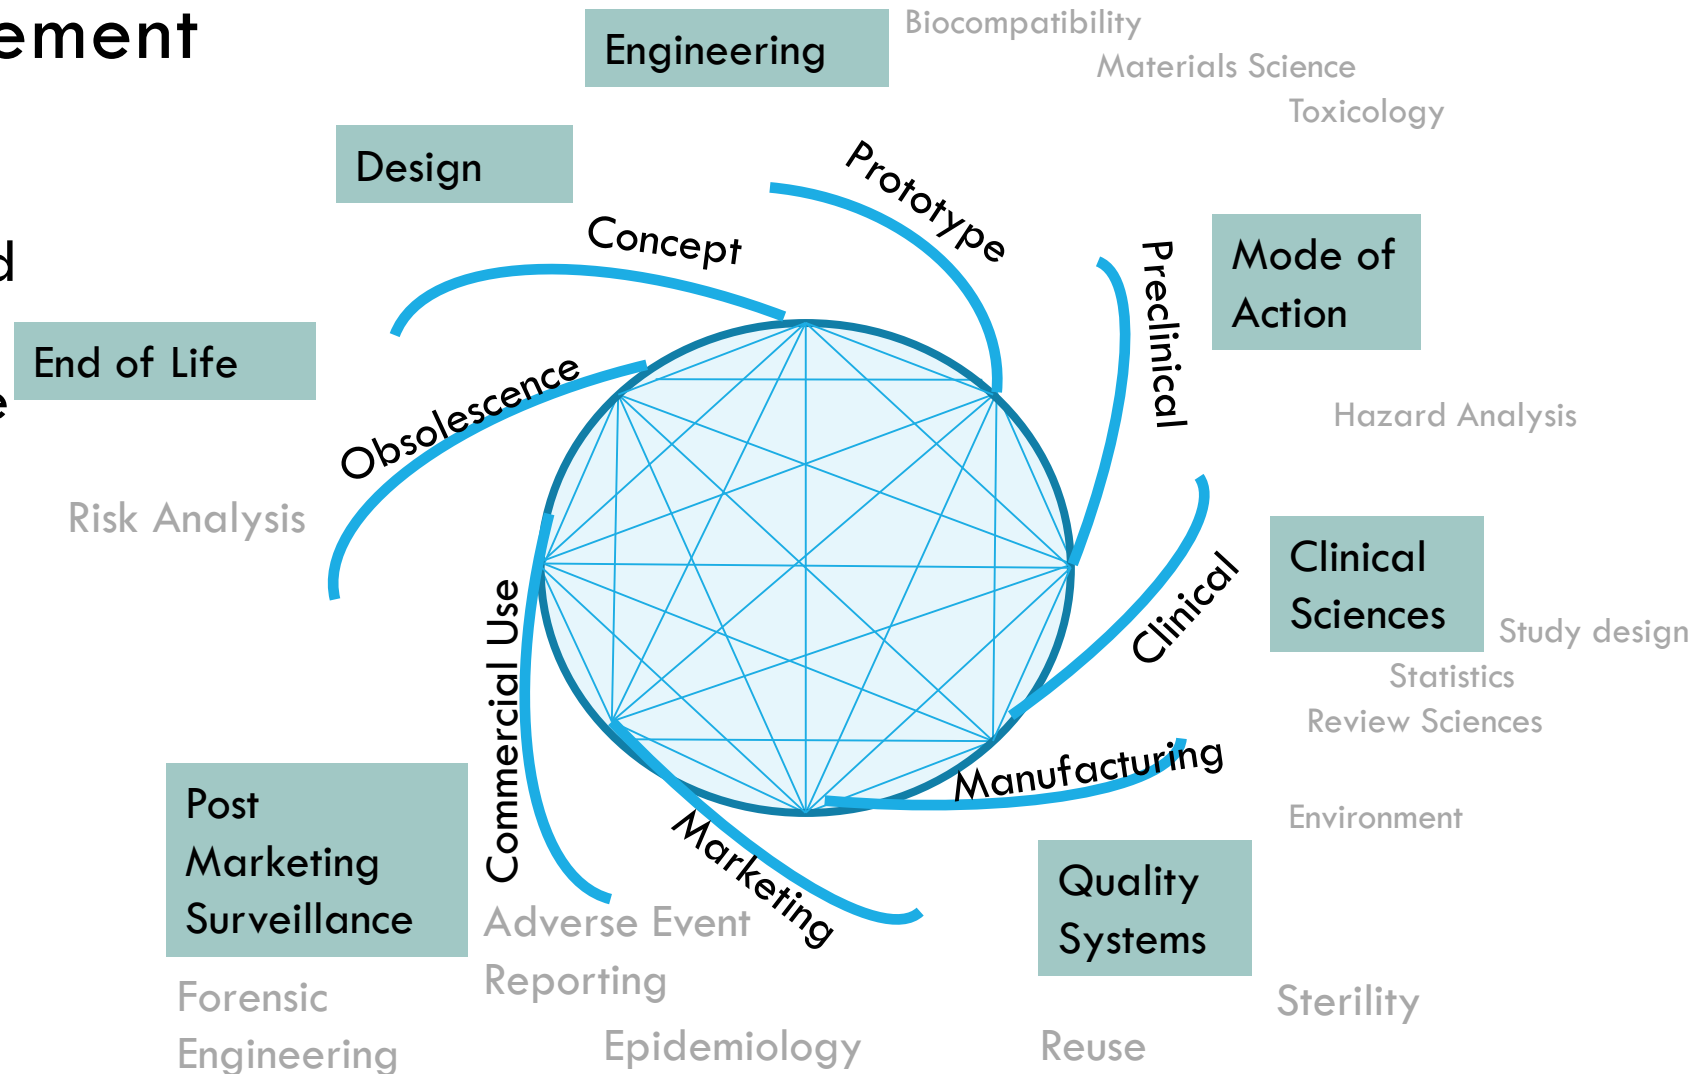 ement
Engineering
Biocompatibility
Materials Science
Toxicology
Design
Prototype
Concept
Preclinical
Mode of
Action
d
End of Life
e
Obsolescence
Hazard Analysis
Risk Analysis
Clinical
Clinical
Sciences
Study design
Statistics
Review Sciences
Commercial Use
Manufacturing
Environment
Post
Marketing
Surveillance
Marketing
Quality
Systems
Adverse Event
Reporting
Forensic
Engineering
Epidemiology
Reuse
Sterility